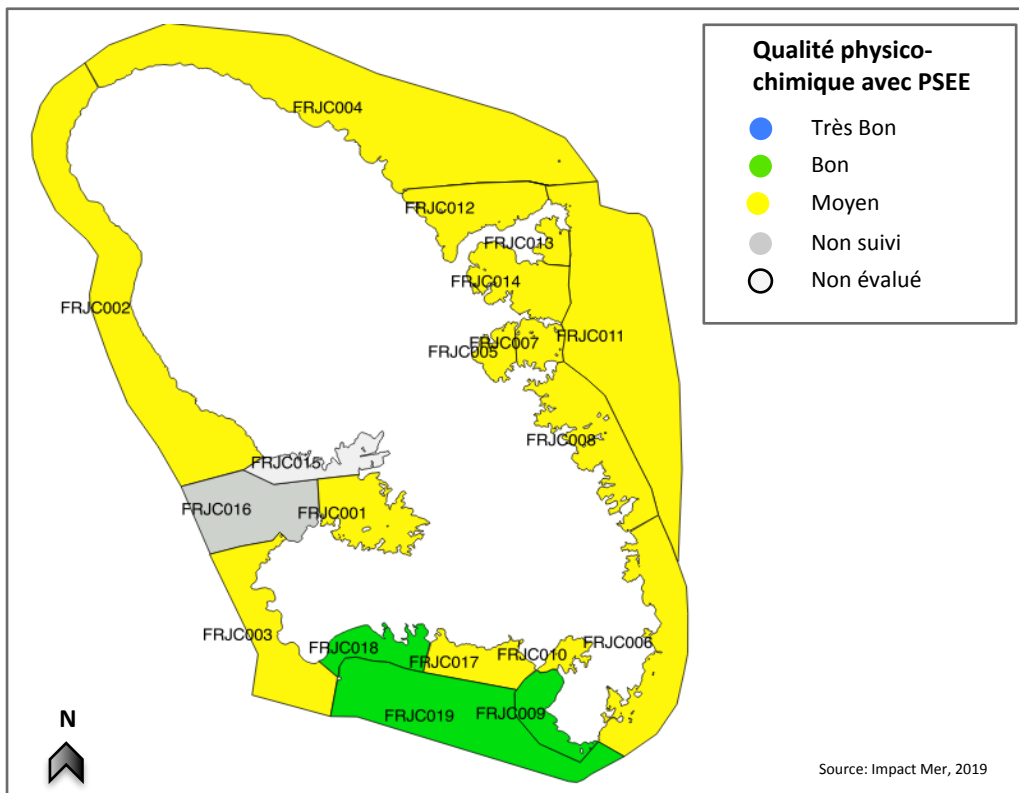 Qualité physico-
chimique avec PSEE
Très Bon
Bon
Moyen
Non suivi
Non évalué
FRJC004
FRJC012
FRJC013
FRJC014
FRJC002
FRJC011
FRJC007
FRJC005
FRJC008
FRJC015
FRJC016
FRJC001
FRJC003
FRJC018
FRJC017
FRJC010
FRJC006
FRJC019
FRJC009
N
Source: Impact Mer, 2019